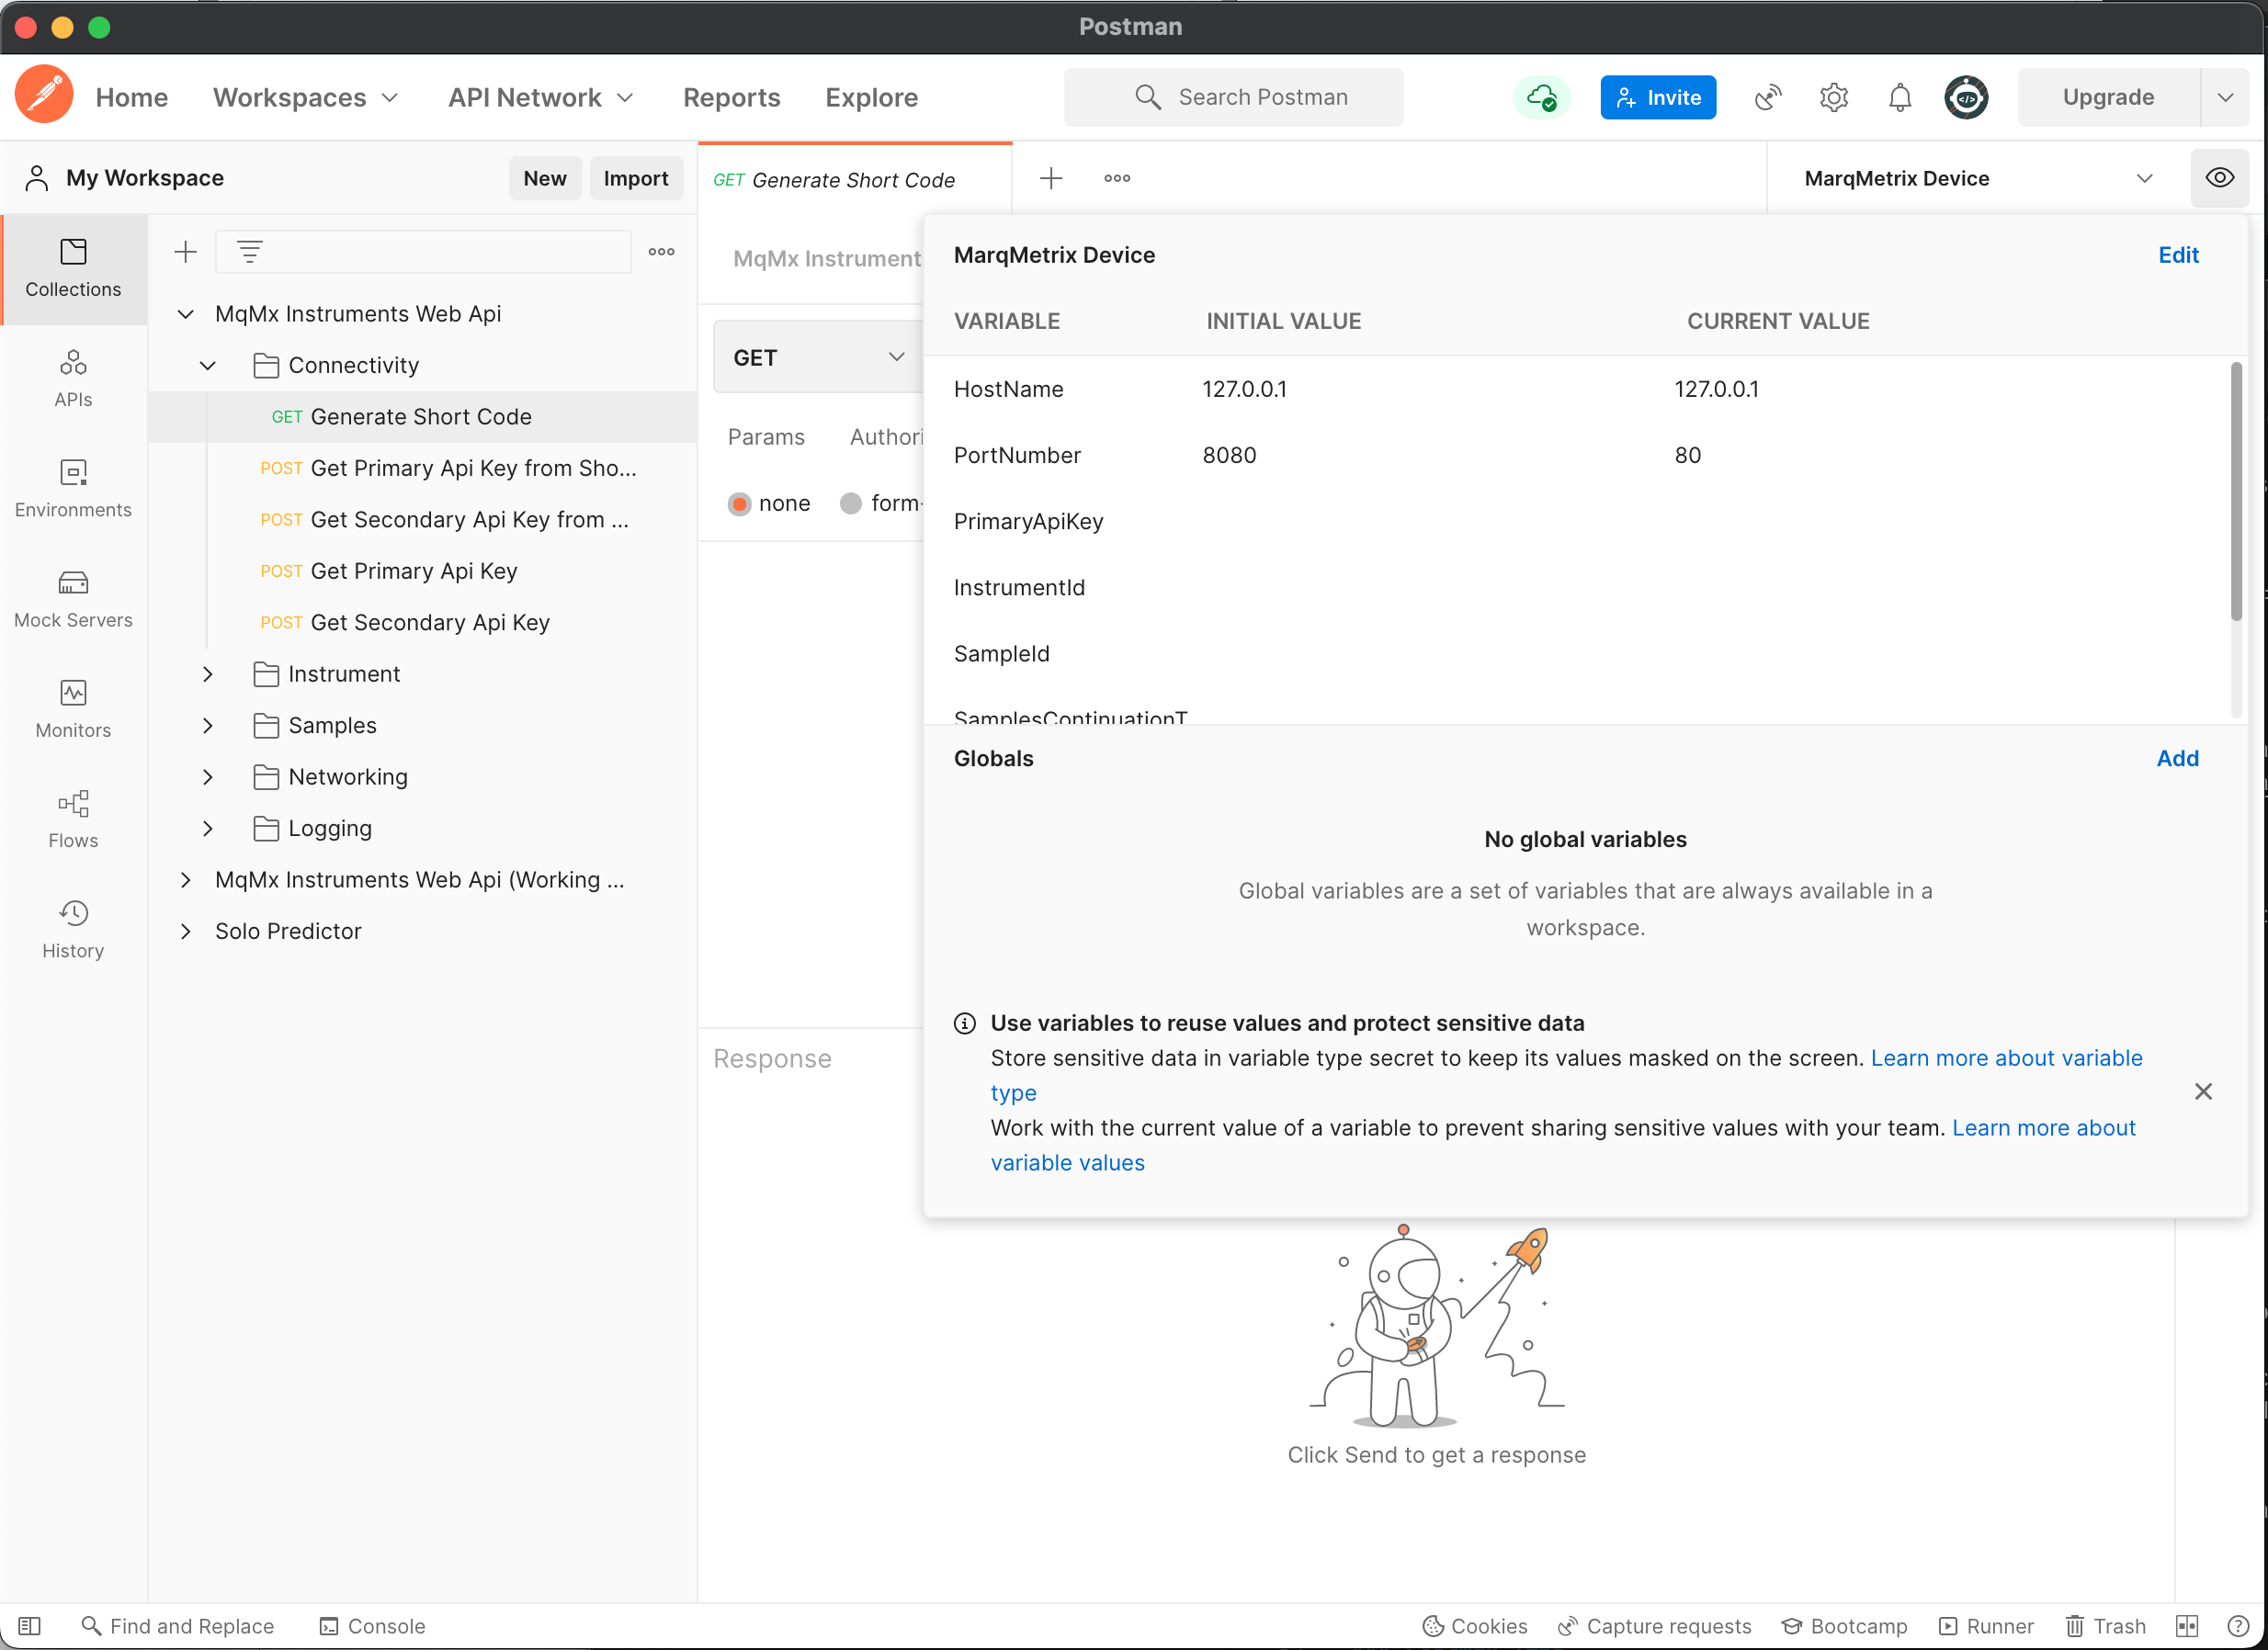 Postman
Home Workspaces API Network Reports Explore Search Postman Invite Upgrade
My Workspace New Import
GET Generate Short Code
MarqMetrix Device
Collections
APIs
Environments
Mock Servers
Monitors
Flows
History
MqMx Instruments Web Api
Connectivity
GET Generate Short Code
POST Get Primary Api Key from Sho...
POST Get Secondary Api Key from ...
POST Get Primary Api Key
POST Get Secondary Api Key
Instrument
Samples
Networking
Logging
MqMx Instruments Web Api (Working ...
Solo Predictor
MqMx Instrument
GET
Params Authori
none form-
Response
MarqMetrix Device Edit
VARIABLE INITIAL VALUE CURRENT VALUE
HostName 127.0.0.1 127.0.0.1
PortNumber 8080 80
PrimaryApiKey
InstrumentId
SampleId
SamplesContinuationT
Globals Add
No global variables
Global variables are a set of variables that are always available in a
workspace.
Use variables to reuse values and protect sensitive data
Store sensitive data in variable type secret to keep its values masked on the screen. Learn more about variable
type
Work with the current value of a variable to prevent sharing sensitive values with your team. Learn more about
variable values
Click Send to get a response
Find and Replace Console Cookies Capture requests Bootcamp Runner Trash